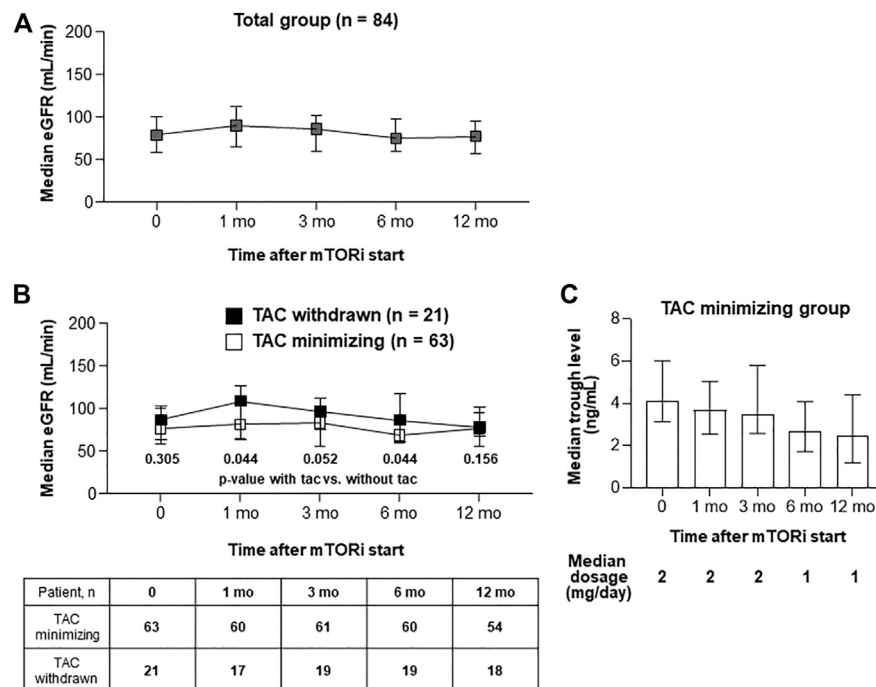 A
Total group (n = 84)
Median eGFR (mL/min)
200
150
100
50
0
0 1 mo 3 mo 6 mo 12 mo
Time after mTORi start
B
TAC withdrawn (n = 21)
TAC minimizing (n = 63)
Median eGFR (mL/min)
200
150
100
50
0
0.305 0.044 0.052 0.044 0.156
p-value with tac vs. without tac
0 1 mo 3 mo 6 mo 12 mo
Time after mTORi start
Patient, n 0 1 mo 3 mo 6 mo 12 mo
TAC
minimizing 63 60 61 60 54
TAC
withdrawn 21 17 19 19 18
C
TAC minimizing group
Median trough level
(ng/mL)
8
6
4
2
0
0 1 mo 3 mo 6 mo 12 mo
Time after mTORi start
Median
dosage
(mg/day) 2 2 2 1 1